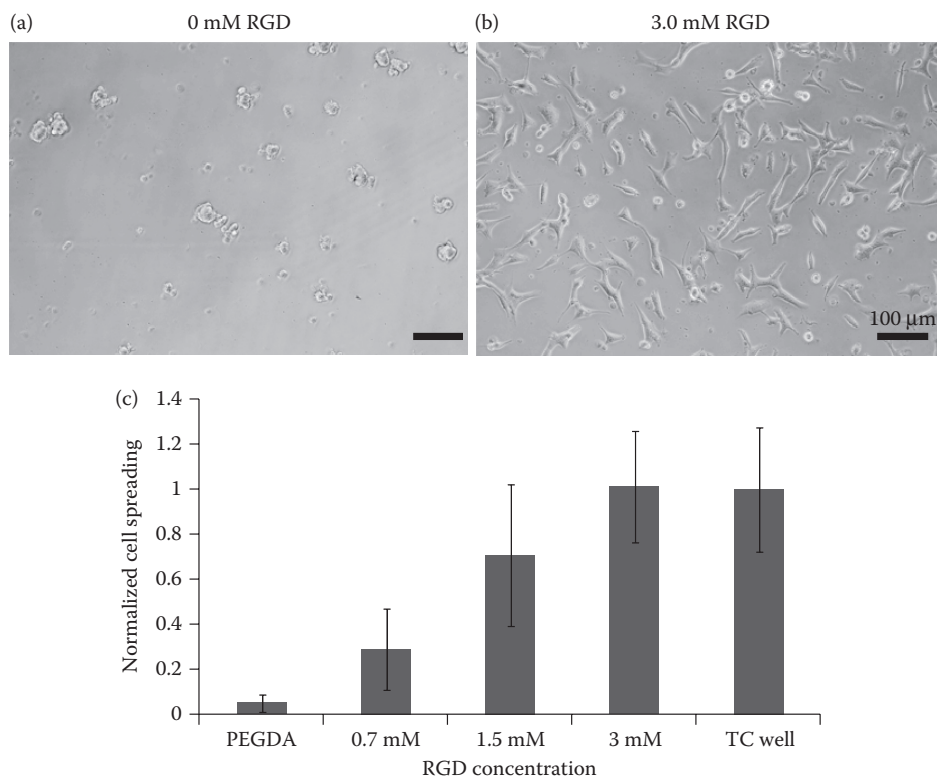 (a) 0 mM RGD
(b) 3.0 mM RGD
100 μm
(c)
Normalized cell spreading
1.4
1.2
1
0.8
0.6
0.4
0.2
0
PEGDA 0.7 mM 1.5 mM 3 mM TC well
RGD concentration